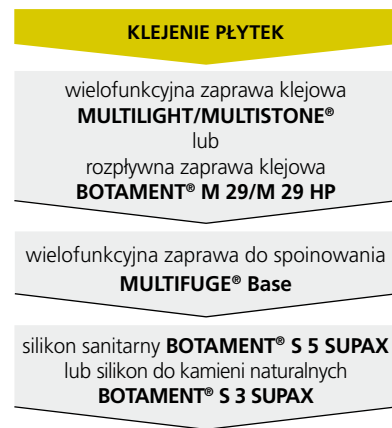 KLEJENIE PŁYTEK
wielofunkcyjna zaprawa klejowa
MULTILIGHT/MULTISTONE®
lub
rozpływna zaprawa klejowa
BOTAMENT® M 29/M 29 HP
wielofunkcyjna zaprawa do spoinowania
MULTIFUGE® Base
silikon sanitarny BOTAMENT® S 5 SUPAX
lub silikon do kamieni naturalnych
BOTAMENT® S 3 SUPAX